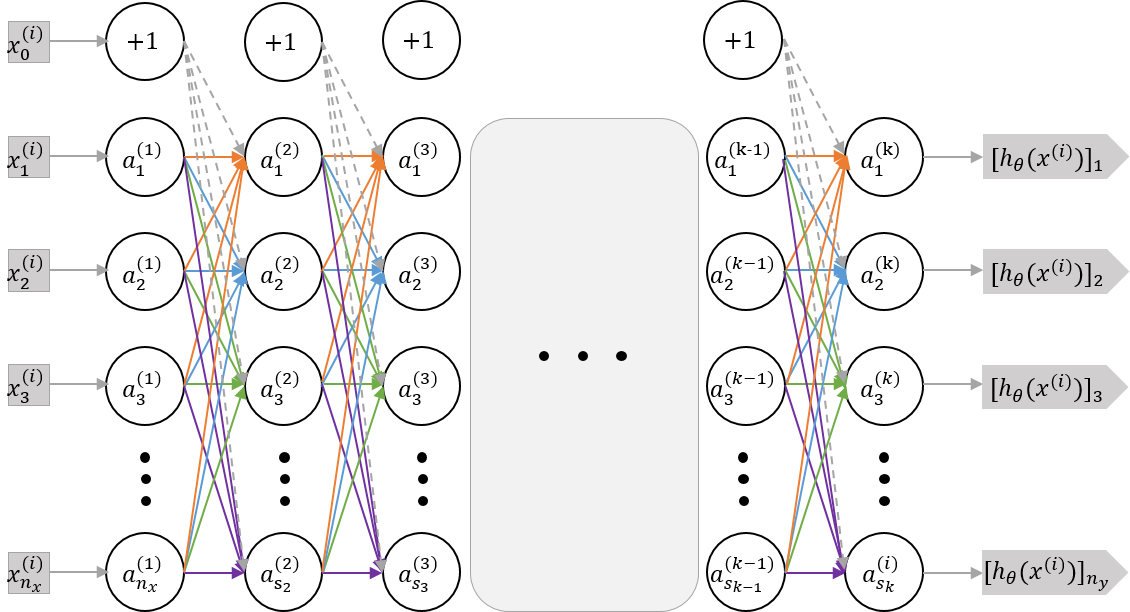 x_0^{(i)} +1 +1 +1 +1
x_1^{(i)} a_1^{(1)} a_1^{(2)} a_1^{(3)} a_1^{(k-1)} a_1^{(k)} [h_θ(x^{(i)})]_1
x_2^{(i)} a_2^{(1)} a_2^{(2)} a_2^{(3)} a_2^{(k-1)} a_2^{(k)} [h_θ(x^{(i)})]_2
x_3^{(i)} a_3^{(1)} a_3^{(2)} a_3^{(3)} a_3^{(k-1)} a_3^{(k)} [h_θ(x^{(i)})]_3
x_{n_x}^{(i)} a_{n_x}^{(1)} a_{s_2}^{(2)} a_{s_3}^{(3)} a_{s_{k-1}}^{(k-1)} a_{s_k}^{(i)} [h_θ(x^{(i)})]_{n_y}